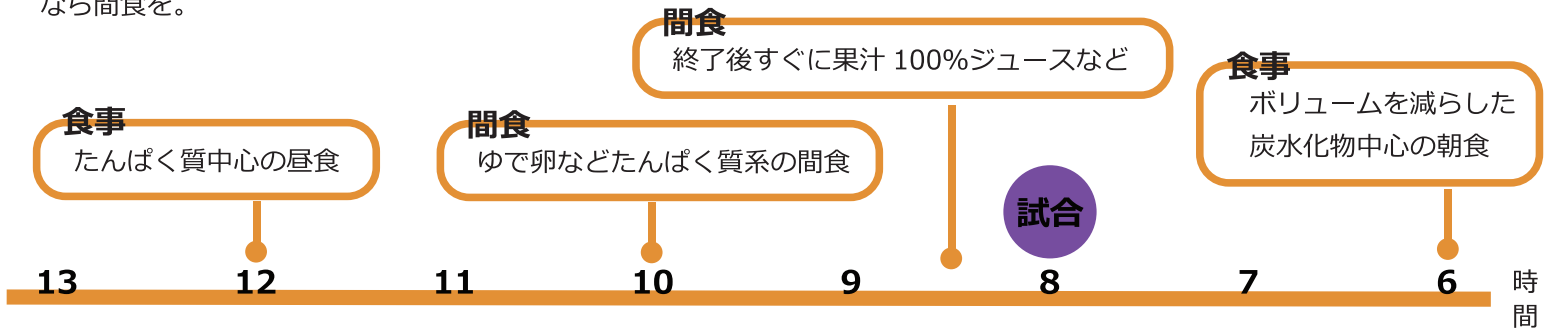 なら間食を。
間食
終了後すぐに果汁 100%ジュースなど
食事
ボリュームを減らした
炭水化物中心の朝食
食事
たんぱく質中心の昼食
間食
ゆで卵などたんぱく質系の間食
試合
13 12 11 10 9 8 7 6 時
間